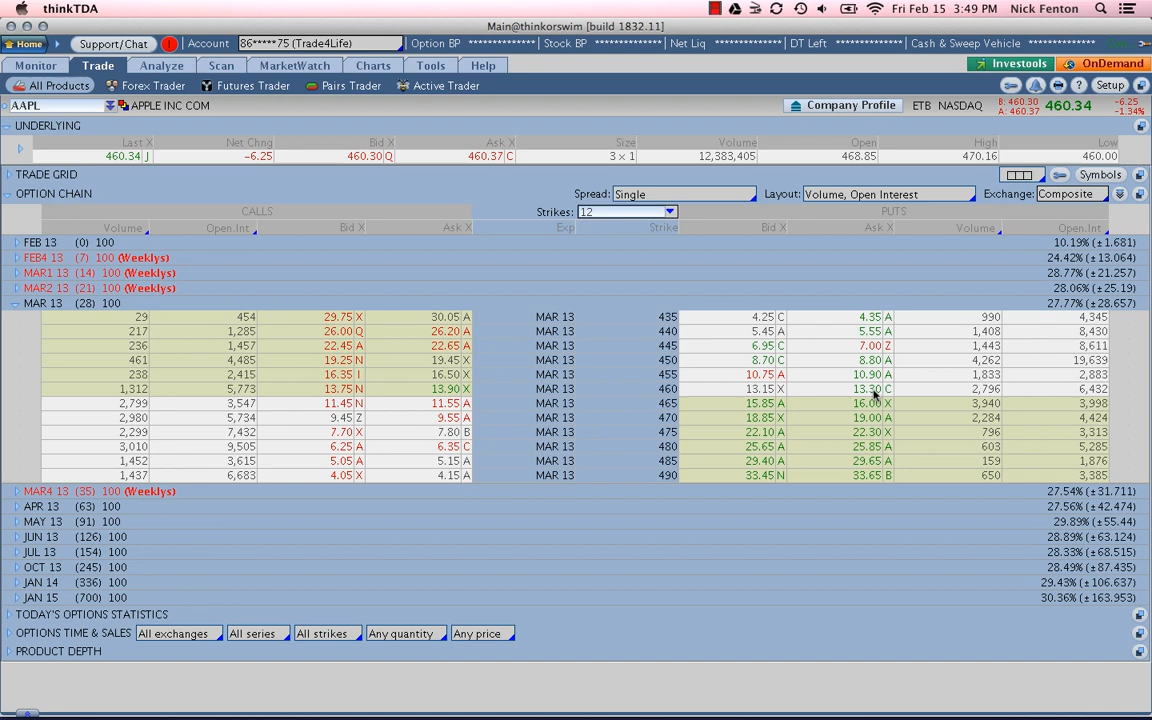 thinkTDA Fri Feb 15 3:49 PM Nick Fenton
Main@thinkorswim [build 1832.11]
Home Support/Chat ! Account 86*****75 (Trade4Life) Option BP ************** Stock BP ************** Net Liq ************** DT Left ************** Cash & Sweep Vehicle **************
Monitor Trade Analyze Scan MarketWatch Charts Tools Help Investools OnDemand
All Products Forex Trader Futures Trader Pairs Trader Active Trader ? Setup
AAPL APPLE INC COM Company Profile ETB NASDAQ B: 460.30 A: 460.37 460.34 -6.25 -1.34%
UNDERLYING
Last X Net Chng Bid X Ask X Size Volume Open High Low
460.34 J -6.25 460.30 Q 460.37 C 3 x 1 12,383,405 468.85 470.16 460.00
TRADE GRID Symbols
OPTION CHAIN Spread: Single Layout: Volume, Open Interest Exchange: Composite
CALLS Strikes: 12 PUTS
Volume Open.Int Bid X Ask X Exp Strike Bid X Ask X Volume Open.Int
FEB 13 (0) 100 10.19% (±1.681)
FEB4 13 (7) 100 (Weeklys) 24.42% (±13.064)
MAR1 13 (14) 100 (Weeklys) 28.77% (±21.257)
MAR2 13 (21) 100 (Weeklys) 28.06% (±25.19)
MAR 13 (28) 100 27.77% (±28.657)
29 454 29.75 X 30.05 A MAR 13 435 4.25 C 4.35 A 990 4,345
217 1,285 26.00 Q 26.20 A MAR 13 440 5.45 A 5.55 A 1,408 8,430
236 1,457 22.45 A 22.65 A MAR 13 445 6.95 C 7.00 Z 1,443 8,611
461 4,485 19.25 N 19.45 X MAR 13 450 8.70 C 8.80 A 4,262 19,639
238 2,415 16.35 I 16.50 X MAR 13 455 10.75 A 10.90 A 1,833 2,883
1,312 5,773 13.75 N 13.90 X MAR 13 460 13.15 X 13.30 C 2,796 6,432
2,799 3,547 11.45 N 11.55 A MAR 13 465 15.85 A 16.00 X 3,940 3,998
2,980 5,734 9.45 Z 9.55 A MAR 13 470 18.85 X 19.00 A 2,284 4,424
2,299 7,432 7.70 X 7.80 B MAR 13 475 22.10 A 22.30 X 796 3,313
3,010 9,505 6.25 A 6.35 C MAR 13 480 25.65 A 25.85 A 603 5,285
1,452 3,615 5.05 A 5.15 A MAR 13 485 29.40 A 29.65 A 159 1,876
1,437 6,683 4.05 X 4.15 A MAR 13 490 33.45 N 33.65 B 650 3,385
MAR4 13 (35) 100 (Weeklys) 27.54% (±31.711)
APR 13 (63) 100 27.56% (±42.474)
MAY 13 (91) 100 29.89% (±55.44)
JUN 13 (126) 100 28.89% (±63.124)
JUL 13 (154) 100 28.33% (±68.515)
OCT 13 (245) 100 28.49% (±87.435)
JAN 14 (336) 100 29.43% (±106.637)
JAN 15 (700) 100 30.36% (±163.953)
TODAY'S OPTIONS STATISTICS
OPTIONS TIME & SALES All exchanges All series All strikes Any quantity Any price
PRODUCT DEPTH